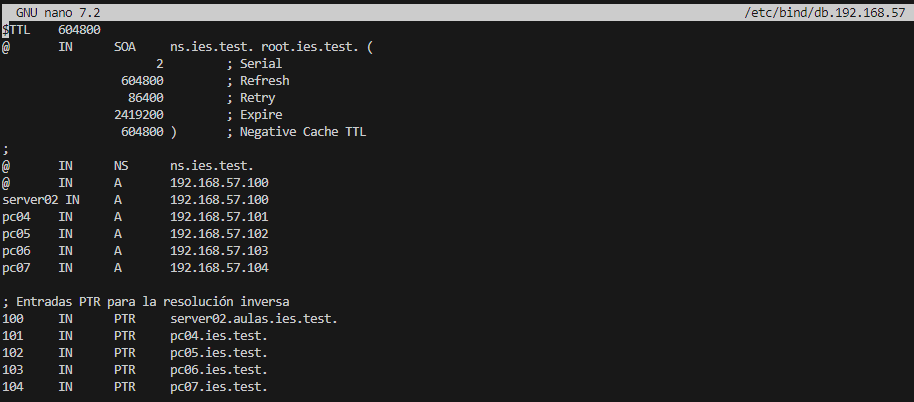 GNU nano 7.2 /etc/bind/db.192.168.57
$TTL 604800
@ IN SOA ns.ies.test. root.ies.test. (
2 ; Serial
604800 ; Refresh
86400 ; Retry
2419200 ; Expire
604800 ) ; Negative Cache TTL
;
@ IN NS ns.ies.test.
@ IN A 192.168.57.100
server02 IN A 192.168.57.100
pc04 IN A 192.168.57.101
pc05 IN A 192.168.57.102
pc06 IN A 192.168.57.103
pc07 IN A 192.168.57.104
; Entradas PTR para la resolución inversa
100 IN PTR server02.aulas.ies.test.
101 IN PTR pc04.ies.test.
102 IN PTR pc05.ies.test.
103 IN PTR pc06.ies.test.
104 IN PTR pc07.ies.test.